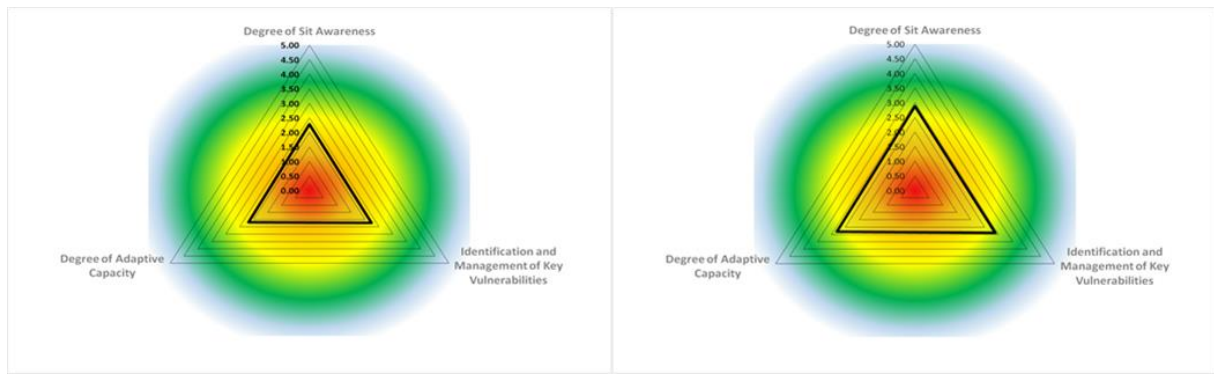 Degree of Sit Awareness
5.00
4.50
4.00
3.50
3.00
2.50
2.00
1.50
1.00
0.50
0.00
Degree of Adaptive
Capacity
Identification and
Management of Key
Vulnerabilities
Degree of Sit Awareness
5.00
4.50
4.00
3.50
3.00
2.50
2.00
1.50
1.00
0.50
0.00
Degree of Adaptive
Capacity
Identification and
Management of Key
Vulnerabilities